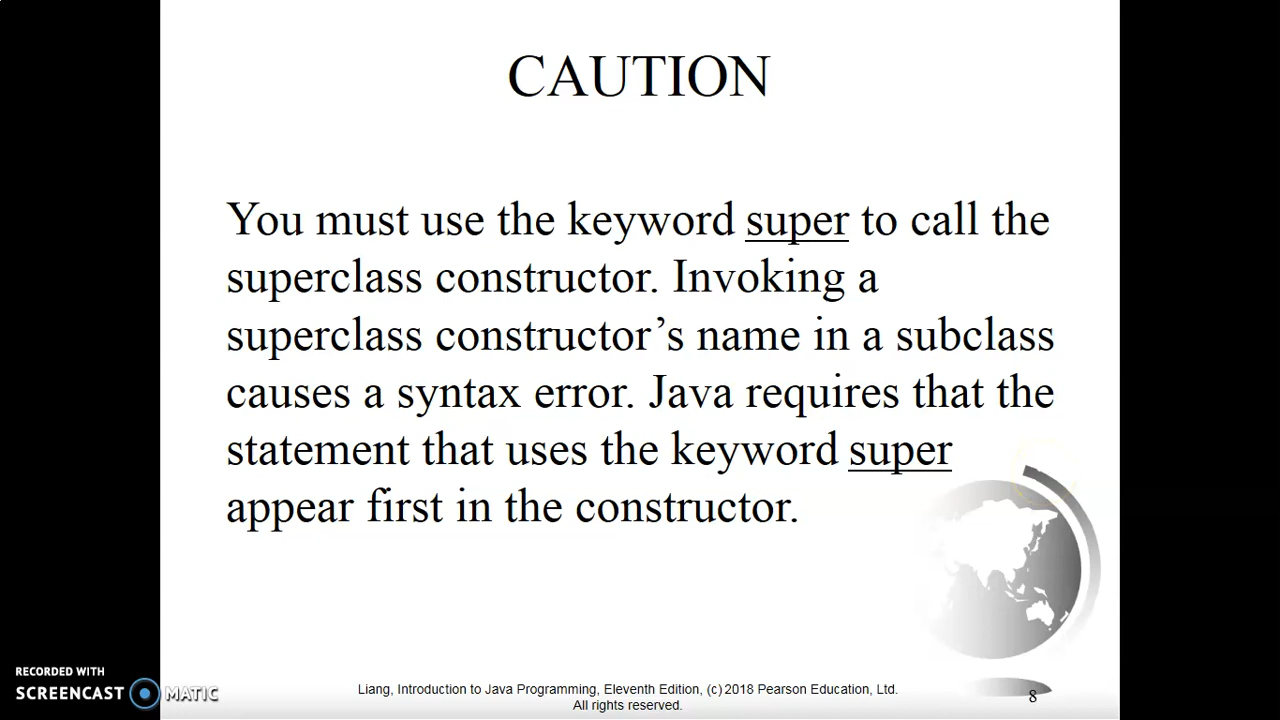 CAUTION
You must use the keyword super to call the
superclass constructor. Invoking a
superclass constructor’s name in a subclass
causes a syntax error. Java requires that the
statement that uses the keyword super
appear first in the constructor.
RECORDED WITH
SCREENCAST MATIC
Liang, Introduction to Java Programming, Eleventh Edition, (c) 2018 Pearson Education, Ltd.
All rights reserved.
8